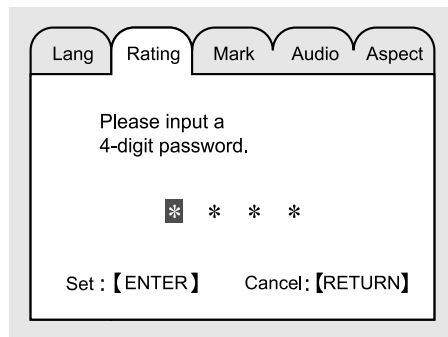 Lang Rating Mark Audio Aspect
Please input a
4-digit password.
* * * *
Set :【ENTER】 Cancel:【RETURN】